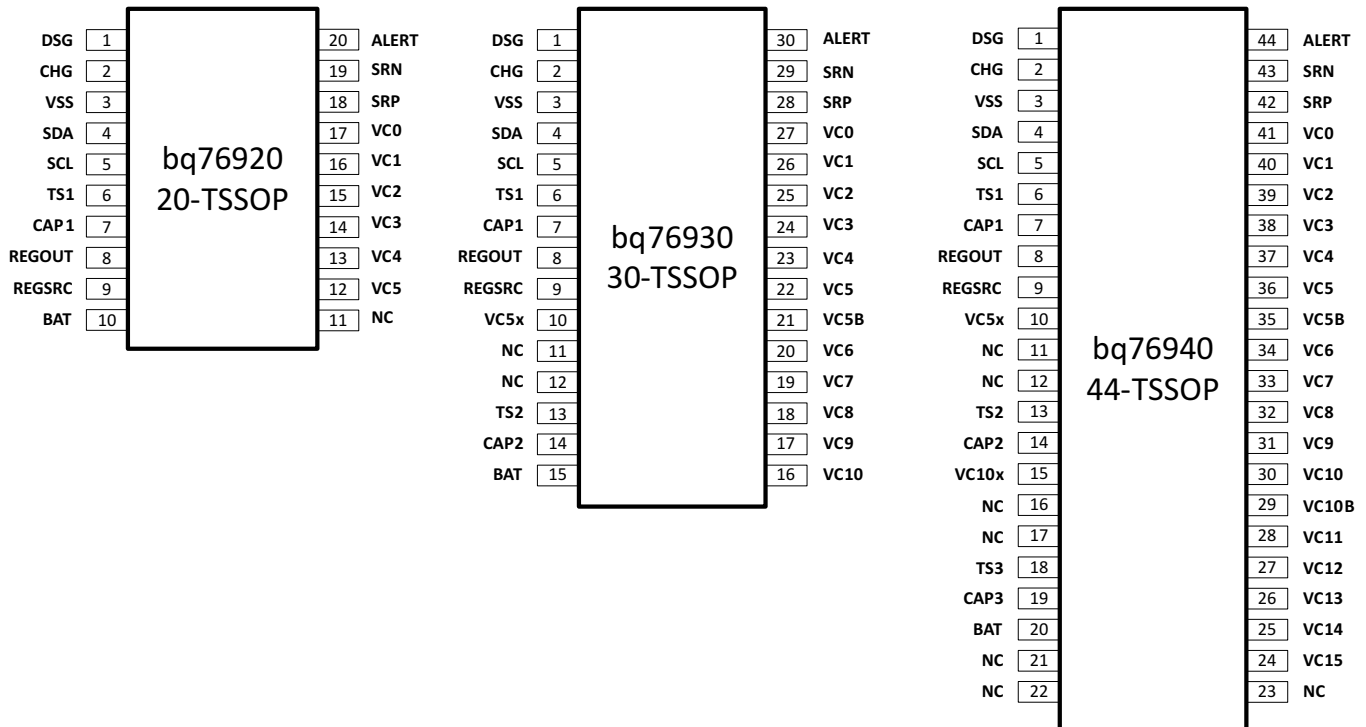 DSG 1 20 ALERT
CHG 2 19 SRN
VSS 3 18 SRP
SDA 4 17 VC0
SCL 5 16 VC1
TS1 6 15 VC2
CAP1 7 14 VC3
REGOUT 8 13 VC4
REGSRC 9 12 VC5
BAT 10 11 NC
bq76920
20-TSSOP
DSG 1 30 ALERT
CHG 2 29 SRN
VSS 3 28 SRP
SDA 4 27 VC0
SCL 5 26 VC1
TS1 6 25 VC2
CAP1 7 24 VC3
REGOUT 8 23 VC4
REGSRC 9 22 VC5
VC5x 10 21 VC5B
NC 11 20 VC6
NC 12 19 VC7
TS2 13 18 VC8
CAP2 14 17 VC9
BAT 15 16 VC10
bq76930
30-TSSOP
DSG 1 44 ALERT
CHG 2 43 SRN
VSS 3 42 SRP
SDA 4 41 VC0
SCL 5 40 VC1
TS1 6 39 VC2
CAP1 7 38 VC3
REGOUT 8 37 VC4
REGSRC 9 36 VC5
VC5x 10 35 VC5B
NC 11 34 VC6
NC 12 33 VC7
TS2 13 32 VC8
CAP2 14 31 VC9
VC10x 15 30 VC10
NC 16 29 VC10B
NC 17 28 VC11
TS3 18 27 VC12
CAP3 19 26 VC13
BAT 20 25 VC14
NC 21 24 VC15
NC 22 23 NC
bq76940
44-TSSOP